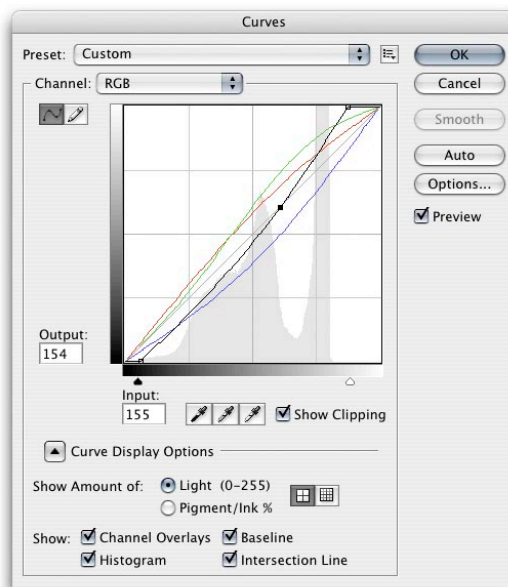 Curves
Preset: Custom
OK
Channel: RGB
Cancel
Smooth
Auto
Options...
Preview
Output:
154
Input:
155
Show Clipping
Curve Display Options
Show Amount of: Light (0-255)
Pigment/Ink %
Show: Channel Overlays Baseline
Histogram Intersection Line